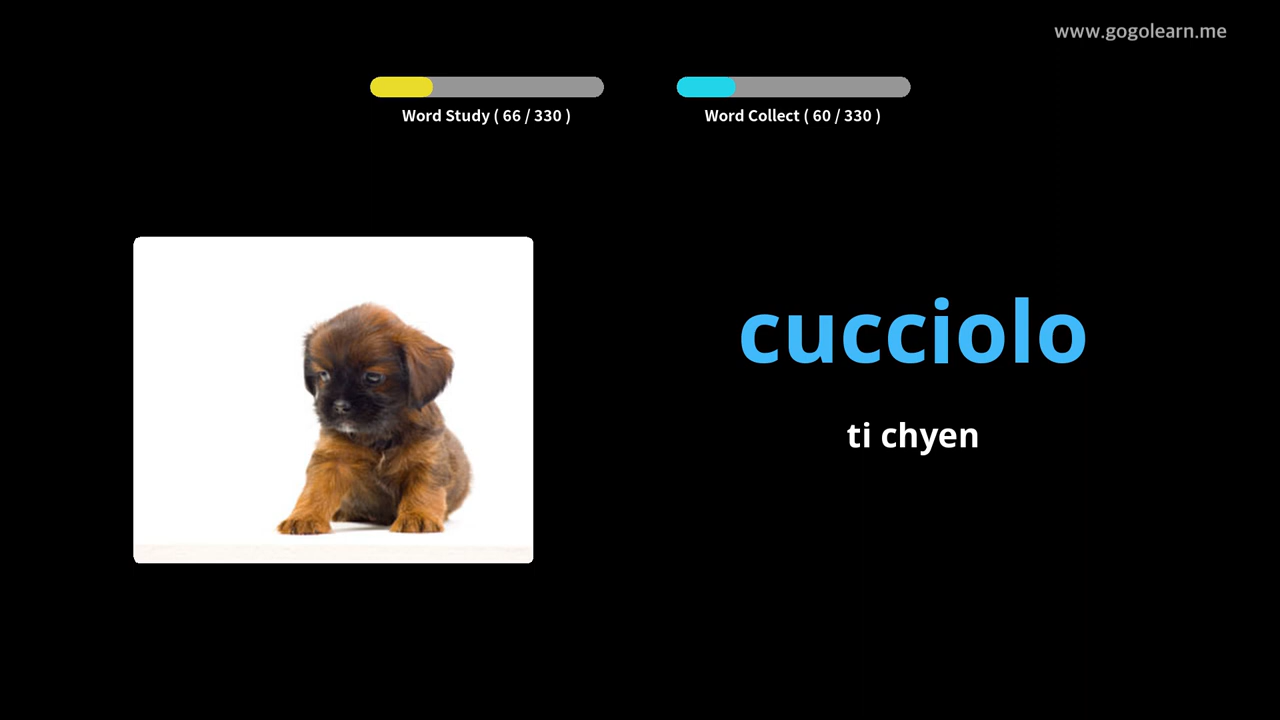 www.gogolearn.me
Word Study ( 66 / 330 )
Word Collect ( 60 / 330 )
cucciolo
ti chyen